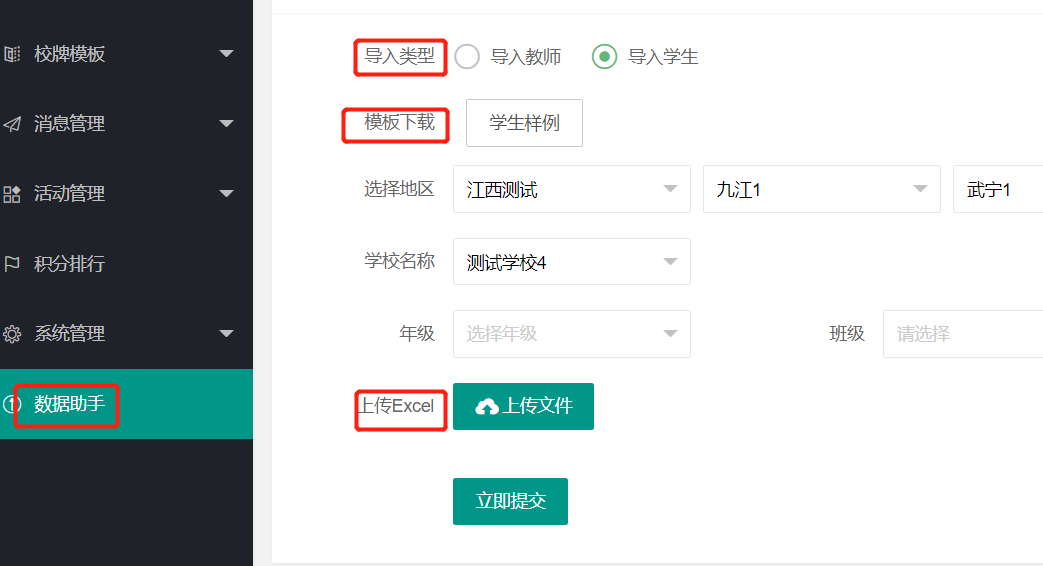 校牌模板
消息管理
活动管理
积分排行
系统管理
数据助手
导入类型 导入教师 导入学生
模板下载 学生样例
选择地区 江西测试 九江1 武宁1
学校名称 测试学校4
年级 选择年级 班级 请选择
上传Excel 上传文件
立即提交